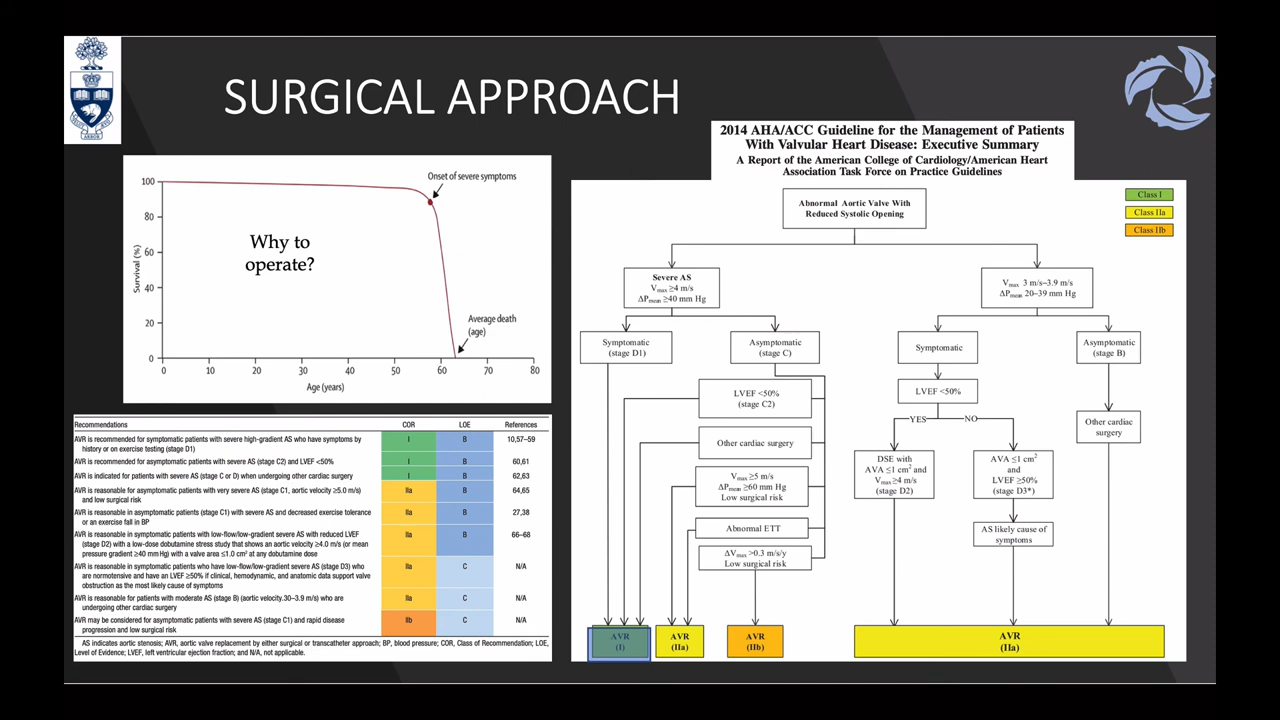 SURGICAL APPROACH
ARBOR
100
80
60
40
20
0
Survival (%)
Onset of severe symptoms
Why to
operate?
Average death
(age)
0 10 20 30 40 50 60 70 80
Age (years)
Recommendations COR LOE References
AVR is recommended for symptomatic patients with severe high-gradient AS who have symptoms by I B 10,57–59
history or on exercise testing (stage D1)
AVR is recommended for asymptomatic patients with severe AS (stage C2) and LVEF <50% I B 60,61
AVR is indicated for patients with severe AS (stage C or D) when undergoing other cardiac surgery I B 62,63
AVR is reasonable for asymptomatic patients with very severe AS (stage C1, aortic velocity ≥5.0 m/s) IIa B 64,65
and low surgical risk
AVR is reasonable in asymptomatic patients (stage C1) with severe AS and decreased exercise tolerance IIa B 27,38
or an exercise fall in BP
AVR is reasonable in symptomatic patients with low-flow/low-gradient severe AS with reduced LVEF IIa B 66–68
(stage D2) with a low-dose dobutamine stress study that shows an aortic velocity ≥4.0 m/s (or mean
pressure gradient ≥40 mm Hg) with a valve area ≤1.0 cm² at any dobutamine dose
AVR is reasonable in symptomatic patients who have low-flow/low-gradient severe AS (stage D3) who IIa C N/A
are normotensive and have an LVEF ≥50% if clinical, hemodynamic, and anatomic data support valve
obstruction as the most likely cause of symptoms
AVR is reasonable for patients with moderate AS (stage B) (aortic velocity.30–3.9 m/s) who are IIa C N/A
undergoing other cardiac surgery
AVR may be considered for asymptomatic patients with severe AS (stage C1) and rapid disease IIb C N/A
progression and low surgical risk
AS indicates aortic stenosis; AVR, aortic valve replacement by either surgical or transcatheter approach; BP, blood pressure; COR, Class of Recommendation; LOE,
Level of Evidence; LVEF, left ventricular ejection fraction; and N/A, not applicable.
2014 AHA/ACC Guideline for the Management of Patients
With Valvular Heart Disease: Executive Summary
A Report of the American College of Cardiology/American Heart
Association Task Force on Practice Guidelines
Class I
Class IIa
Class IIb
Abnormal Aortic Valve With
Reduced Systolic Opening
Severe AS
Vmax ≥4 m/s
ΔPmean ≥40 mm Hg
Vmax 3 m/s–3.9 m/s
ΔPmean 20–39 mm Hg
Symptomatic
(stage D1)
Asymptomatic
(stage C)
Symptomatic
Asymptomatic
(stage B)
LVEF <50%
(stage C2)
LVEF <50%
YES NO
Other cardiac surgery
Other cardiac
surgery
Vmax ≥5 m/s
ΔPmean ≥60 mm Hg
Low surgical risk
DSE with
AVA ≤1 cm² and
Vmax ≥4 m/s
(stage D2)
AVA ≤1 cm²
and
LVEF ≥50%
(stage D3*)
Abnormal ETT
AS likely cause of
symptoms
ΔVmax >0.3 m/s/y
Low surgical risk
AVR
(I)
AVR
(IIa)
AVR
(IIb)
AVR
(IIa)